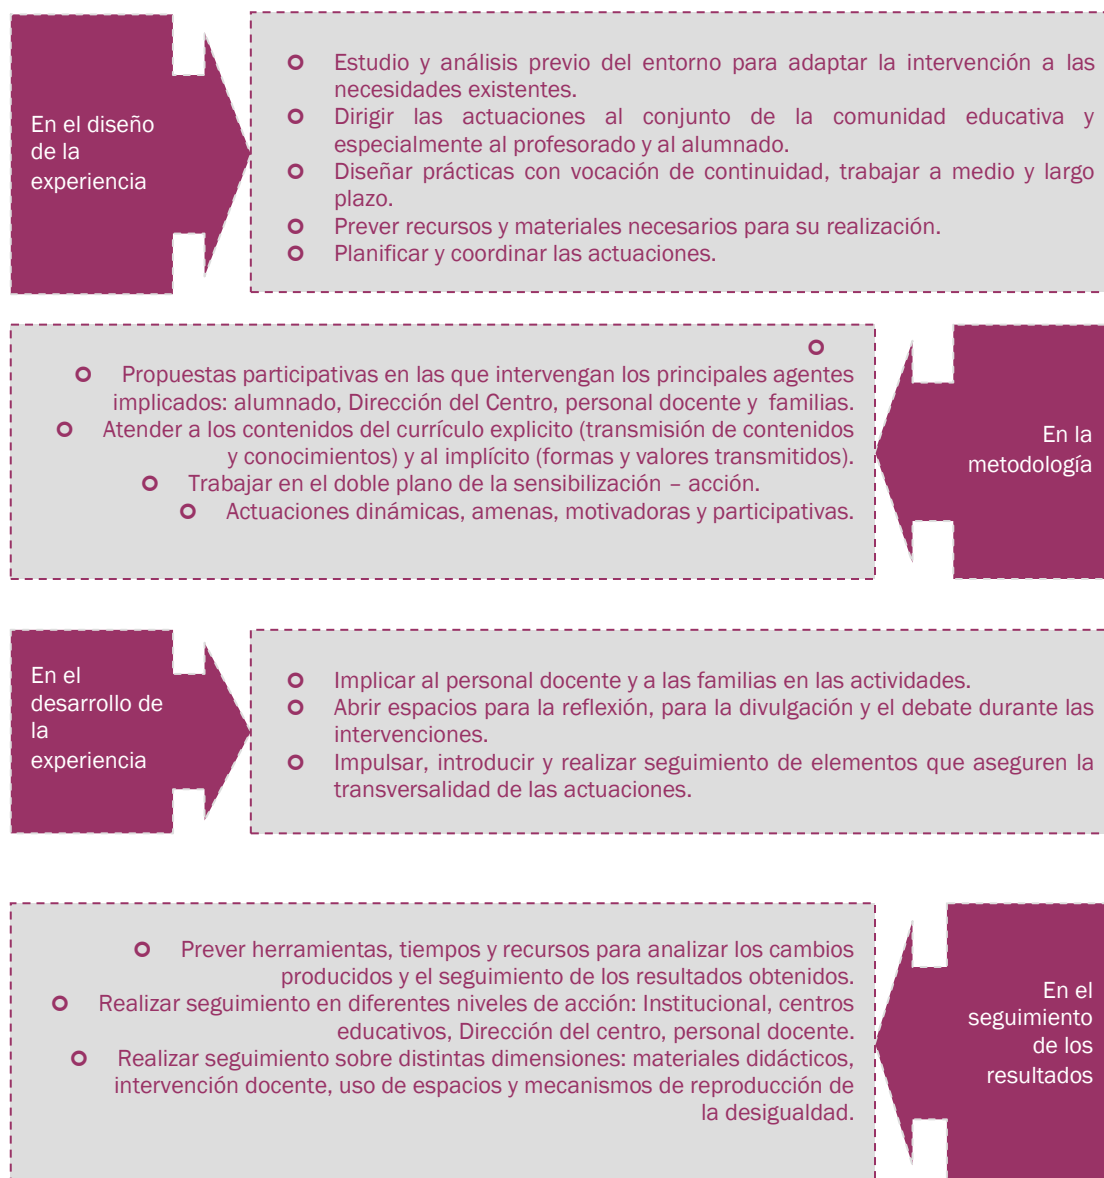 En el diseño
de la
experiencia
Estudio y análisis previo del entorno para adaptar la intervención a las
necesidades existentes.
Dirigir las actuaciones al conjunto de la comunidad educativa y
especialmente al profesorado y al alumnado.
Diseñar prácticas con vocación de continuidad, trabajar a medio y largo
plazo.
Prever recursos y materiales necesarios para su realización.
Planificar y coordinar las actuaciones.
Propuestas participativas en las que intervengan los principales agentes
implicados: alumnado, Dirección del Centro, personal docente y familias.
Atender a los contenidos del currículo explicito (transmisión de contenidos
y conocimientos) y al implícito (formas y valores transmitidos).
Trabajar en el doble plano de la sensibilización – acción.
Actuaciones dinámicas, amenas, motivadoras y participativas.
En la
metodología
En el
desarrollo de
la
experiencia
Implicar al personal docente y a las familias en las actividades.
Abrir espacios para la reflexión, para la divulgación y el debate durante las
intervenciones.
Impulsar, introducir y realizar seguimiento de elementos que aseguren la
transversalidad de las actuaciones.
Prever herramientas, tiempos y recursos para analizar los cambios
producidos y el seguimiento de los resultados obtenidos.
Realizar seguimiento en diferentes niveles de acción: Institucional, centros
educativos, Dirección del centro, personal docente.
Realizar seguimiento sobre distintas dimensiones: materiales didácticos,
intervención docente, uso de espacios y mecanismos de reproducción de
la desigualdad.
En el
seguimiento
de los
resultados